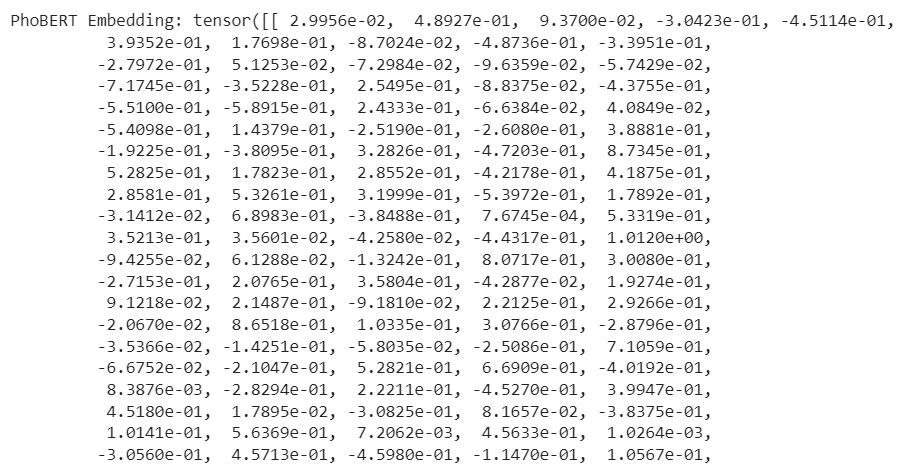 PhoBERT Embedding: tensor([[ 2.9956e-02,  4.8927e-01,  9.3700e-02, -3.0423e-01, -4.5114e-01,
3.9352e-01,  1.7698e-01, -8.7024e-02, -4.8736e-01, -3.3951e-01,
-2.7972e-01,  5.1253e-02, -7.2984e-02, -9.6359e-02, -5.7429e-02,
-7.1745e-01, -3.5228e-01,  2.5495e-01, -8.8375e-02, -4.3755e-01,
-5.5100e-01, -5.8915e-01,  2.4333e-01, -6.6384e-02,  4.0849e-02,
-5.4098e-01,  1.4379e-01, -2.5190e-01, -2.6080e-01,  3.8881e-01,
-1.9225e-01, -3.8095e-01,  3.2826e-01, -4.7203e-01,  8.7345e-01,
5.2825e-01,  1.7823e-01,  2.8552e-01, -4.2178e-01,  4.1875e-01,
2.8581e-01,  5.3261e-01,  3.1999e-01, -5.3972e-01,  1.7892e-01,
-3.1412e-02,  6.8983e-01, -3.8488e-01,  7.6745e-04,  5.3319e-01,
3.5213e-01,  3.5601e-02, -4.2580e-02, -4.4317e-01,  1.0120e+00,
-9.4255e-02,  6.1288e-02, -1.3242e-01,  8.0717e-01,  3.0080e-01,
-2.7153e-01,  2.0765e-01,  3.5804e-01, -4.2877e-02,  1.9274e-01,
9.1218e-02,  2.1487e-01, -9.1810e-02,  2.2125e-01,  2.9266e-01,
-2.0670e-02,  8.6518e-01,  1.0335e-01,  3.0766e-01, -2.8796e-01,
-3.5366e-02, -1.4251e-01, -5.8035e-02, -2.5086e-01,  7.1059e-01,
-6.6752e-02, -2.1047e-01,  5.2821e-01,  6.6909e-01, -4.0192e-01,
8.3876e-03, -2.8294e-01,  2.2211e-01, -4.5270e-01,  3.9947e-01,
4.5180e-01,  1.7895e-02, -3.0825e-01,  8.1657e-02, -3.8375e-01,
1.0141e-01,  5.6369e-01,  7.2062e-03,  4.5633e-01,  1.0264e-03,
-3.0560e-01,  4.5713e-01, -4.5980e-01, -1.1470e-01,  1.0567e-01,